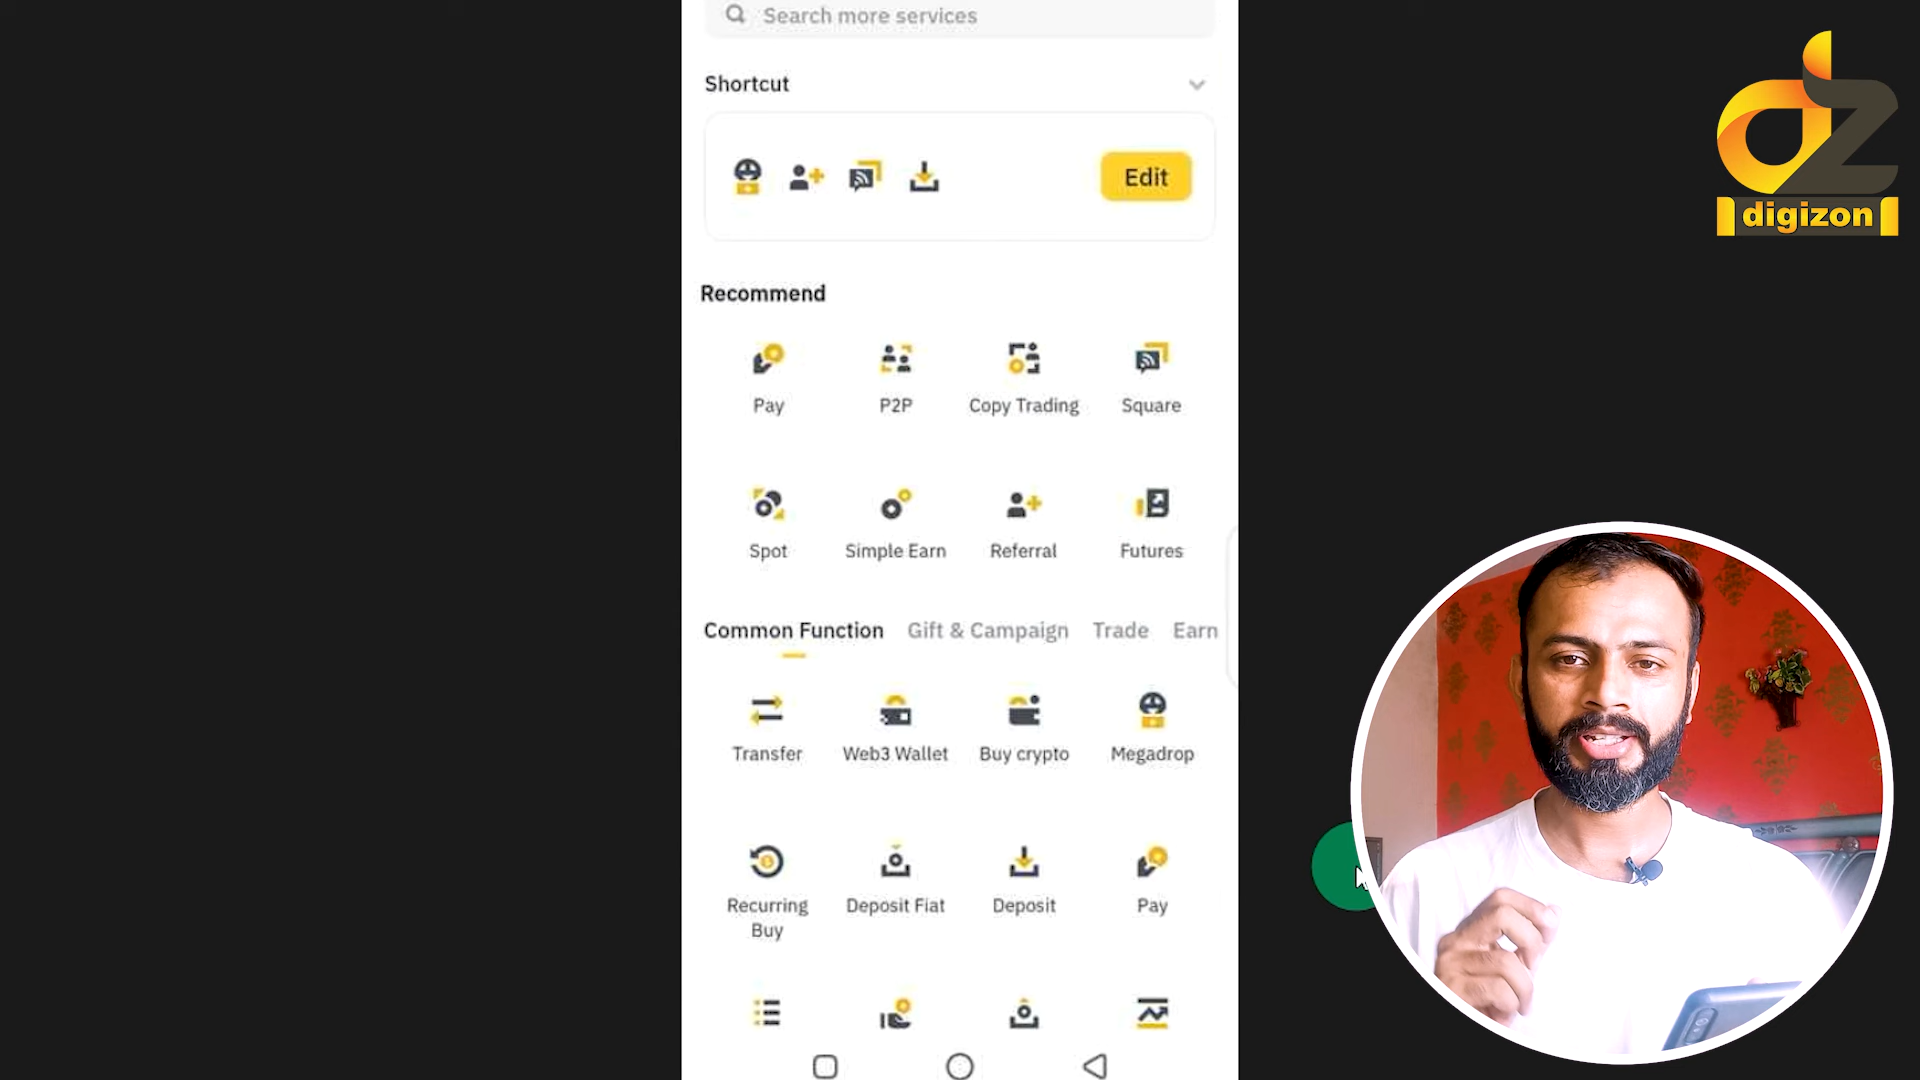 Search more services
Shortcut
Edit
Recommend
Pay P2P Copy Trading Square
Spot Simple Earn Referral Futures
Common Function Gift & Campaign Trade Earn
Transfer Web3 Wallet Buy crypto Megadrop
Recurring Buy Deposit Fiat Deposit Pay
dz
digizon